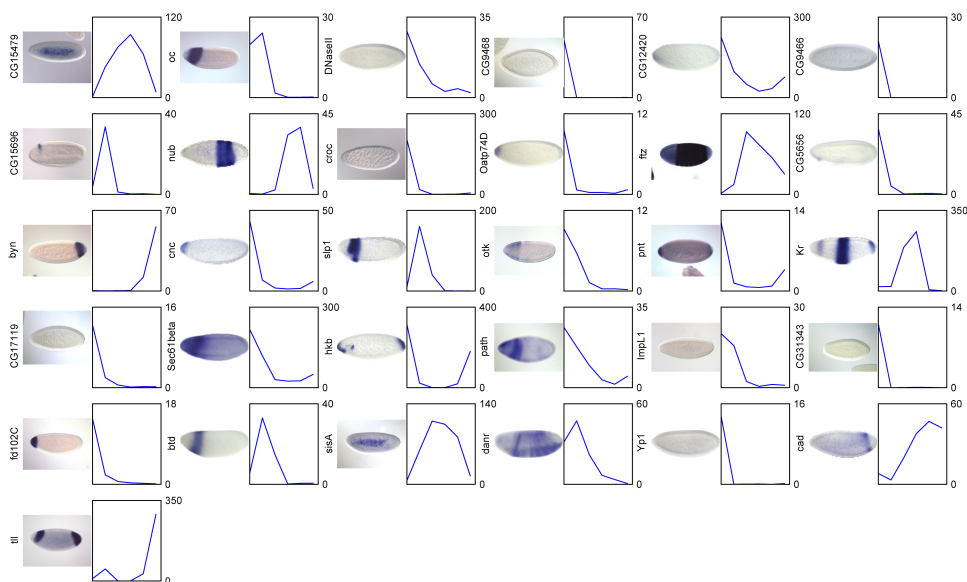 CG15479
120
0
oc
30
0
DNaseII
35
0
CG9468
70
0
CG12420
300
0
CG9466
30
0
CG15696
40
0
nub
45
0
croc
300
0
Oatp74D
12
0
ftz
120
0
CG5656
45
0
byn
70
0
cnc
50
0
slp1
200
0
otk
12
0
pnt
14
0
Kr
350
0
CG17119
16
0
Sec61beta
360
0
hkb
400
0
path
35
0
ImpL1
30
0
CG31343
14
0
fd102C
18
0
btd
40
0
sisA
140
0
danr
60
0
Yp1
16
0
cad
60
0
tll
350
0